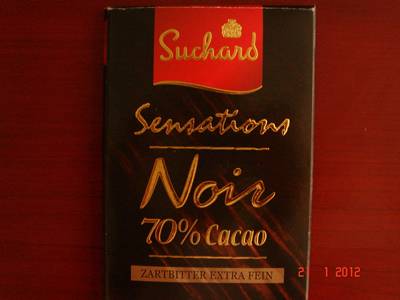 Suchard
Sensations
Noir
70% Cacao
ZARTBITTER EXTRA FEIN
2 1 2012